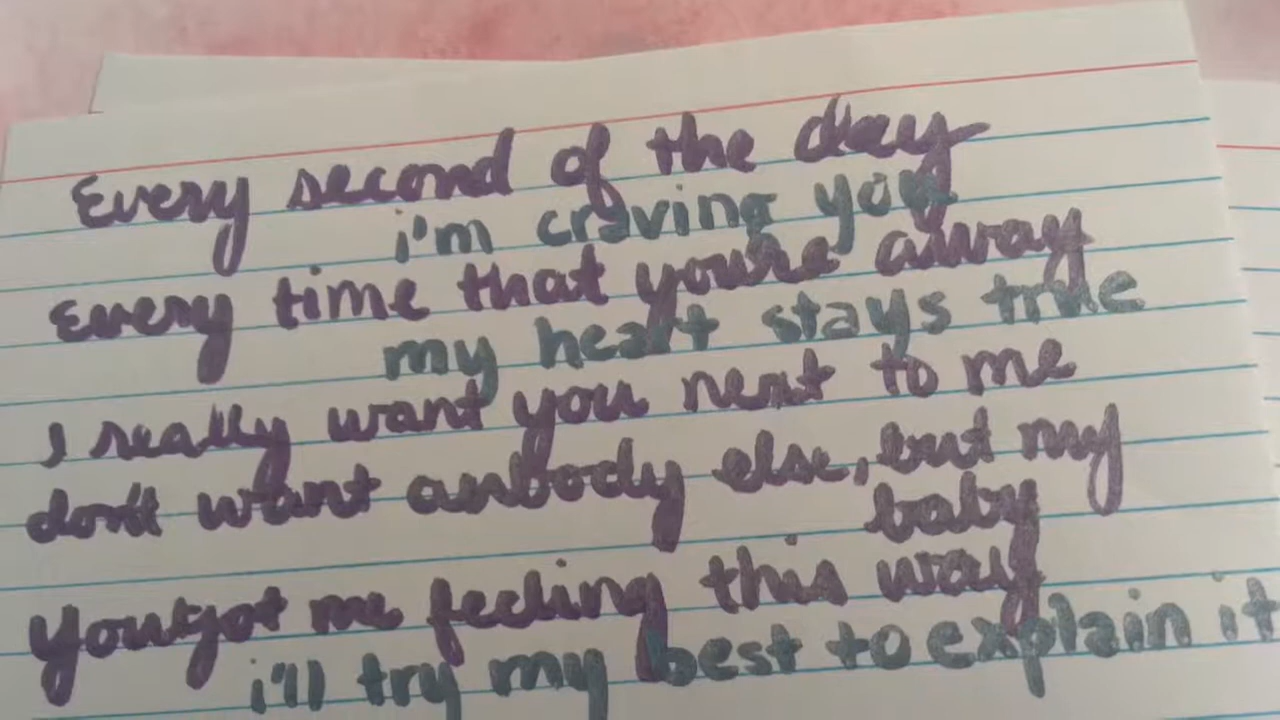 Every second of the day
i'm craving you
Every time that you're away
my heart stays true
I really want you next to me
don't want anbody else, but my
baby
You got me feeling this way
i'll try my best to explain it